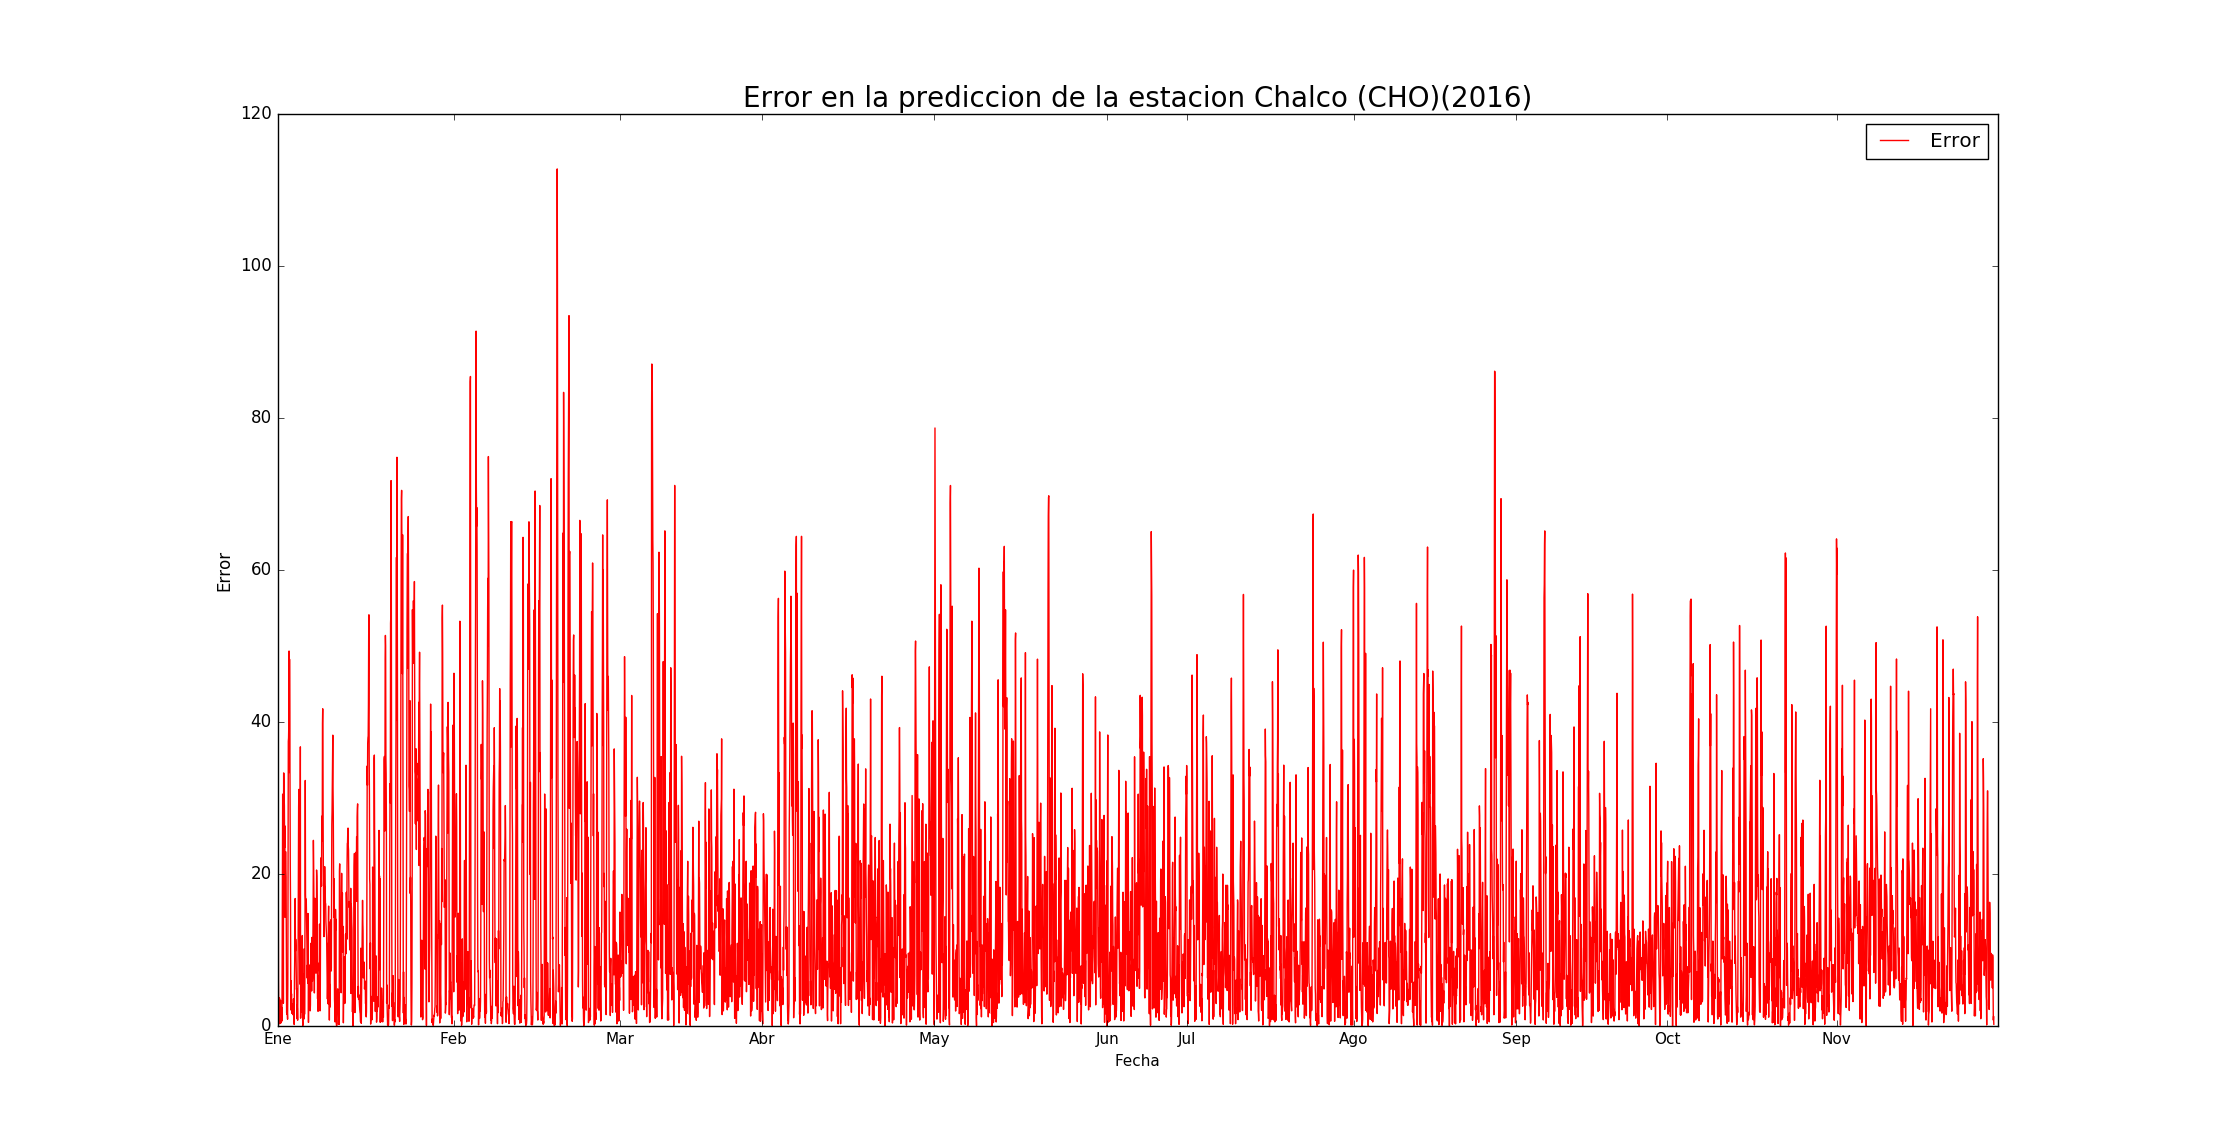 Error en la prediccion de la estacion Chalco (CHO)(2016)
120
100
80
60
40
20
0
Error
Error
Ene Feb Mar Abr May Jun Jul Ago Sep Oct Nov
Fecha